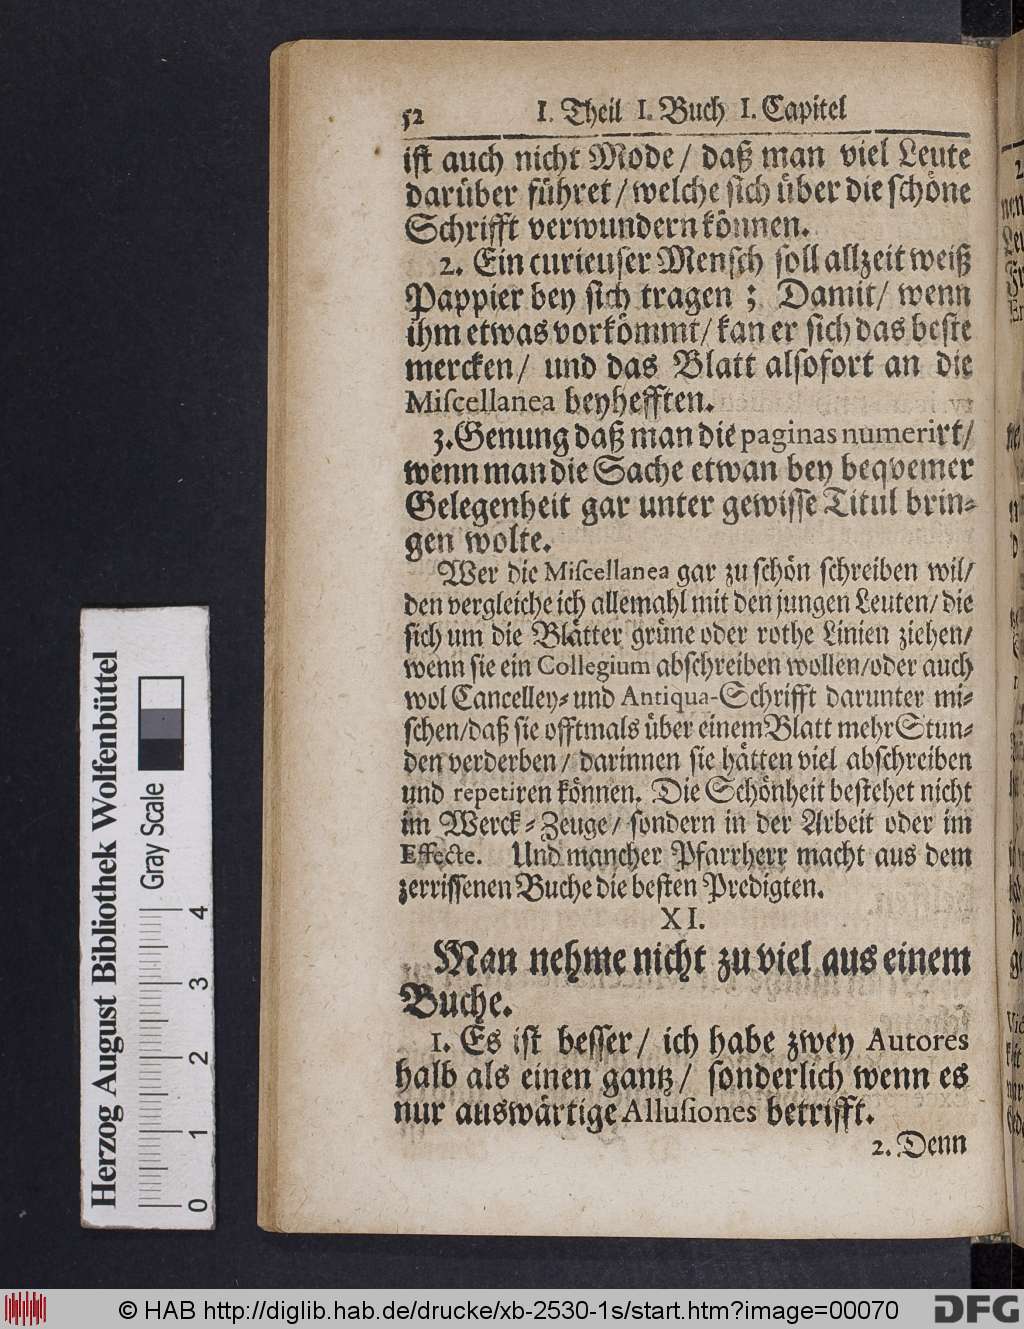 52 I. Theil I. Buch I. Capitel
ist auch nicht Mode / daß man viel Leute
darüber führet / welche sich über die schöne
Schrifft verwundern können.
2. Ein curieuser Mensch soll allzeit weiß
Pappier bey sich tragen ; Damit / wenn
ihm etwas vorkömmt / kan er sich das beste
mercken / und das Blatt alsofort an die
Miscellanea beyhefften.
3. Genung daß man die paginas numerirt /
wenn man die Sache etwan bey beqvemer
Gelegenheit gar unter gewisse Titul brin-
gen wolte.
Wer die Miscellanea gar zu schön schreiben wil /
den vergleiche ich allemahl mit den jungen Leuten / die
sich um die Blätter grüne oder rothe Linien ziehen /
wenn sie ein Collegium abschreiben wollen / oder auch
wol Cancelley- und Antiqua-Schrifft darunter mi-
schen / daß sie offtmals über einem Blatt mehr Stun-
den verderben / darinnen sie hätten viel abschreiben
und repetiren können. Die Schönheit bestehet nicht
im Werck-Zeuge / sondern in der Arbeit oder im
Effecte. Und mancher Pfarrherr macht aus dem
zerrissenen Buche die besten Predigten.
XI.
Man nehme nicht zu viel aus einem
Buche.
1. Es ist besser / ich habe zwey Autores
halb als einen gantz / sonderlich wenn es
nur auswärtige Allusiones betrifft.
2. Denn
Herzog August Bibliothek Wolfenbüttel
Gray Scale
0 1 2 3 4
© HAB http://diglib.hab.de/drucke/xb-2530-1s/start.htm?image=00070
DFG